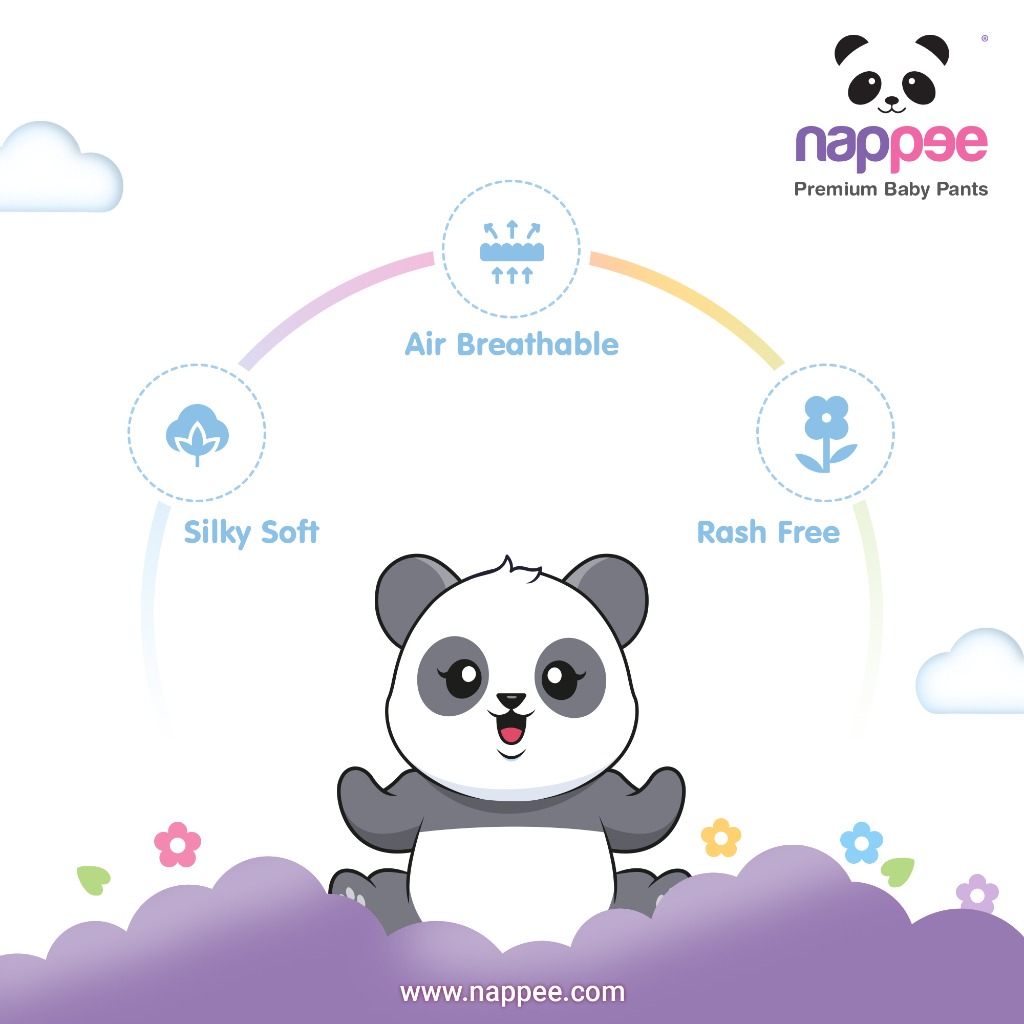 ®
nappee
Premium Baby Pants
Air Breathable
Silky Soft
Rash Free
www.nappee.com